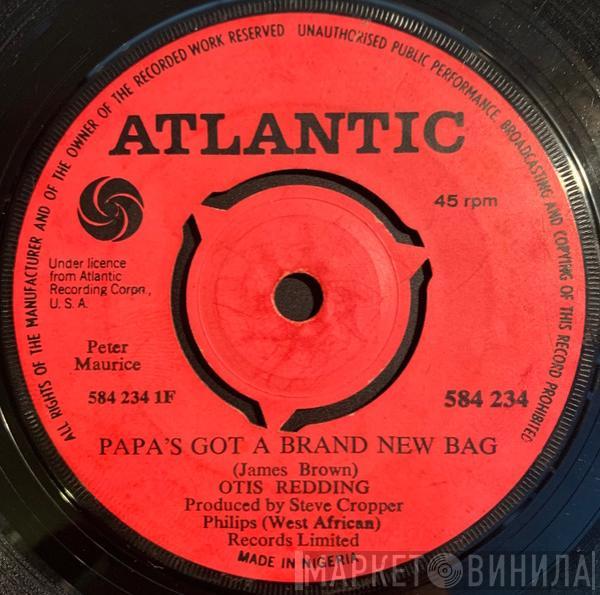 ALL RIGHTS OF THE MANUFACTURER AND OF THE OWNER OF THE RECORDED WORK RESERVED UNAUTHORISED PUBLIC PERFORMANCE, BROADCASTING AND COPYING OF THIS RECORD PROHIBITED
ATLANTIC
45 rpm
Under licence
from Atlantic
Recording Corpn.,
U. S. A.
Peter
Maurice
584 234 1F
584 234
PAPA'S GOT A BRAND NEW BAG
(James Brown)
OTIS REDDING
Produced by Steve Cropper
Philips (West African)
Records Limited
MADE IN NIGERIA
МАРКЕТ ВИНИЛА